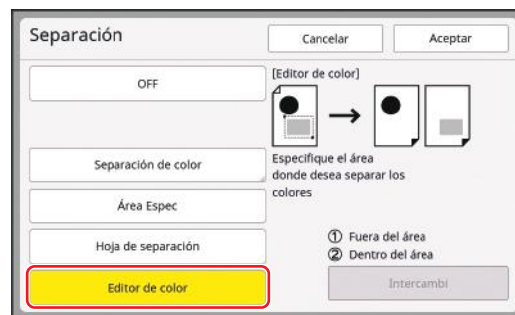 Separación
Cancelar
Aceptar
OFF
Separación de color
Área Espec
Hoja de separación
Editor de color
[Editor de color]
Especifique el área
donde desea separar los
colores
① Fuera del área
② Dentro del área
Intercambi